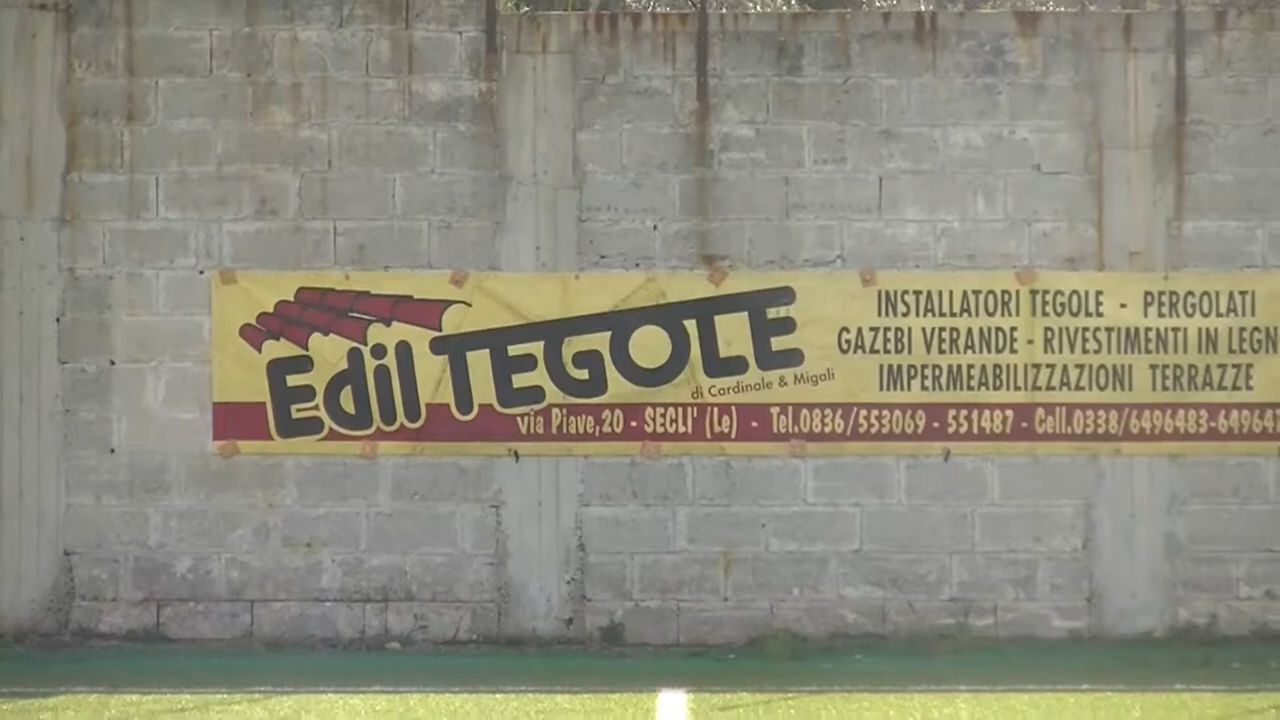 Edil TEGOLE
di Cardinale & Migali
INSTALLATORI TEGOLE - PERGOLATI
GAZEBI VERANDE - RIVESTIMENTI IN LEGN
IMPERMEABILIZZAZIONI TERRAZZE
via Piave,20 - SECLI' (Le) - Tel.0836/553069 - 551487 - Cell.0338/6496483-64964